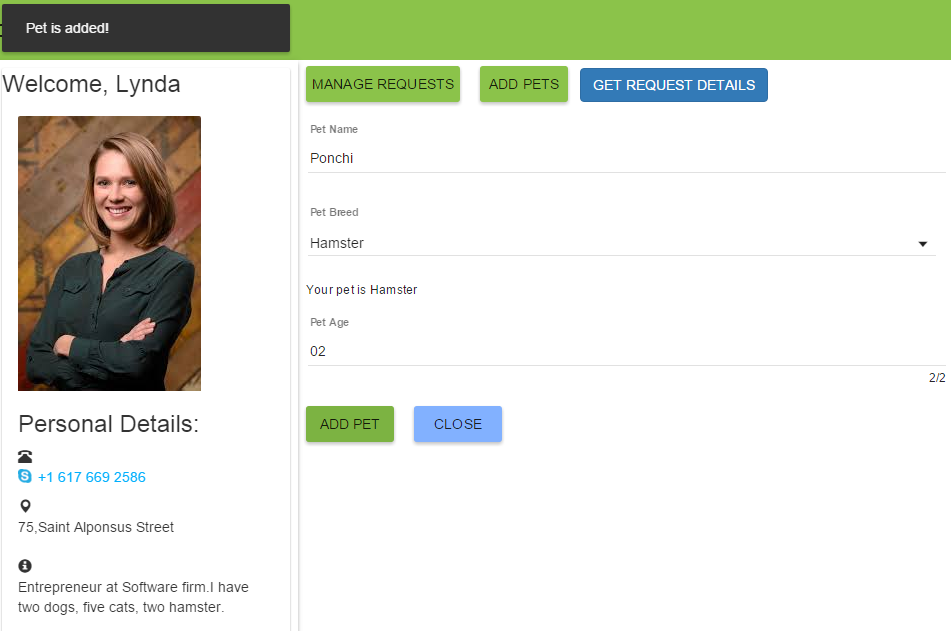 Pet is added!
Welcome, Lynda
Personal Details:
+1 617 669 2586
75,Saint Alponsus Street
Entrepreneur at Software firm.I have
two dogs, five cats, two hamster.
MANAGE REQUESTS
ADD PETS
GET REQUEST DETAILS
Pet Name
Ponchi
Pet Breed
Hamster
Your pet is Hamster
Pet Age
02
2/2
ADD PET
CLOSE